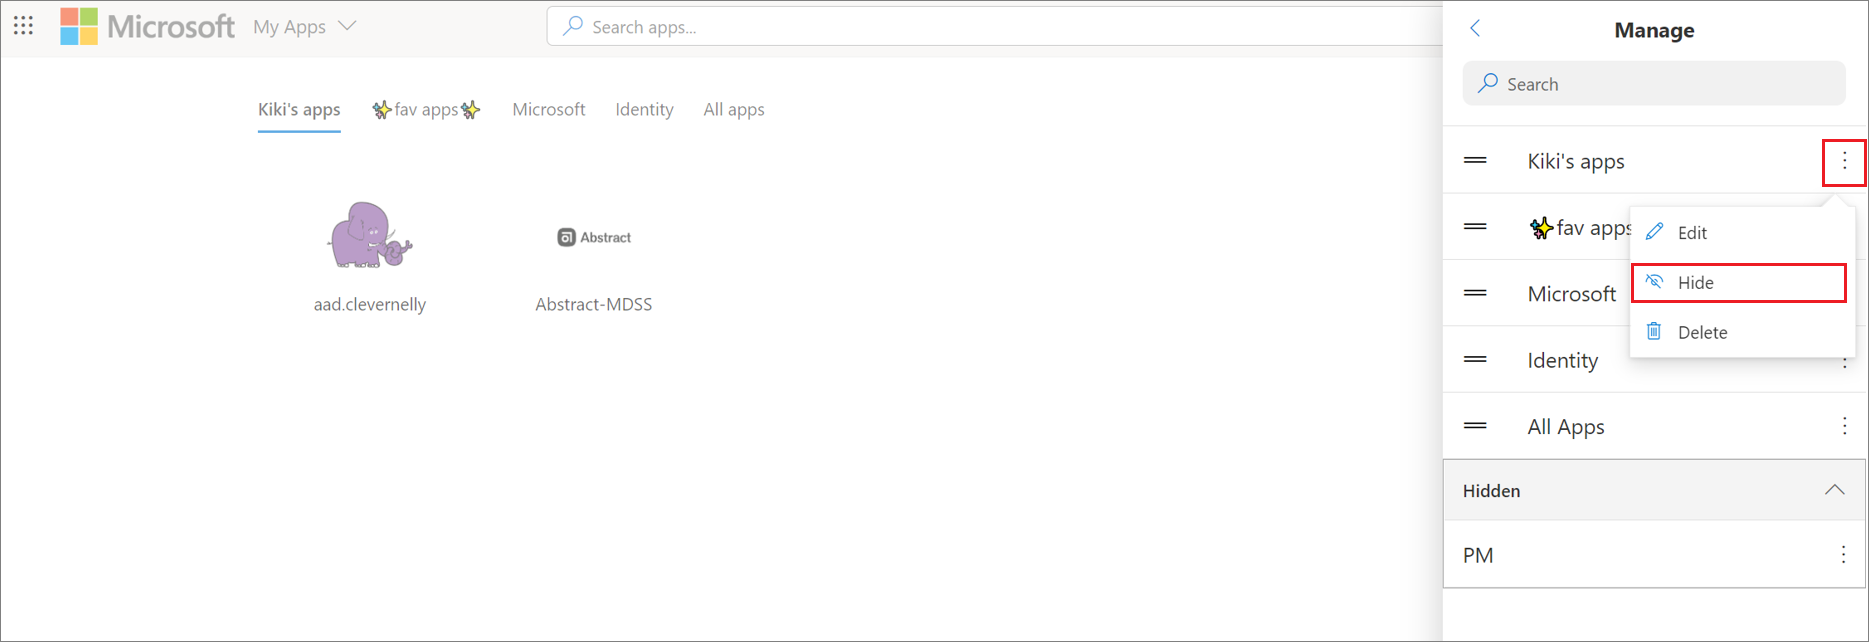 Microsoft My Apps Search apps...
Kiki's apps ✨fav apps✨ Microsoft Identity All apps
Abstract
aad.clevernelly Abstract-MDSS
Manage
Search
Kiki's apps
✨fav apps
Edit
Hide
Microsoft
Delete
Identity
All Apps
Hidden
PM